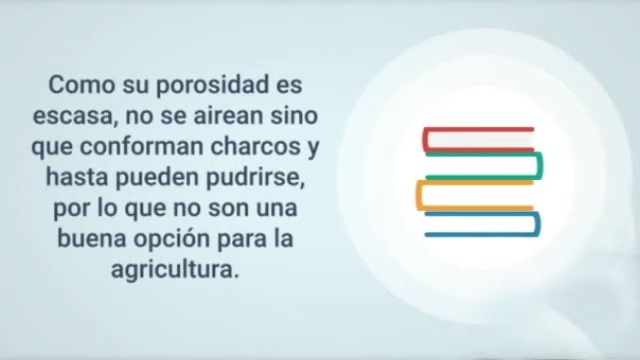 Como su porosidad es
escasa, no se airean sino
que conforman charcos y
hasta pueden pudrirse,
por lo que no son una
buena opción para la
agricultura.